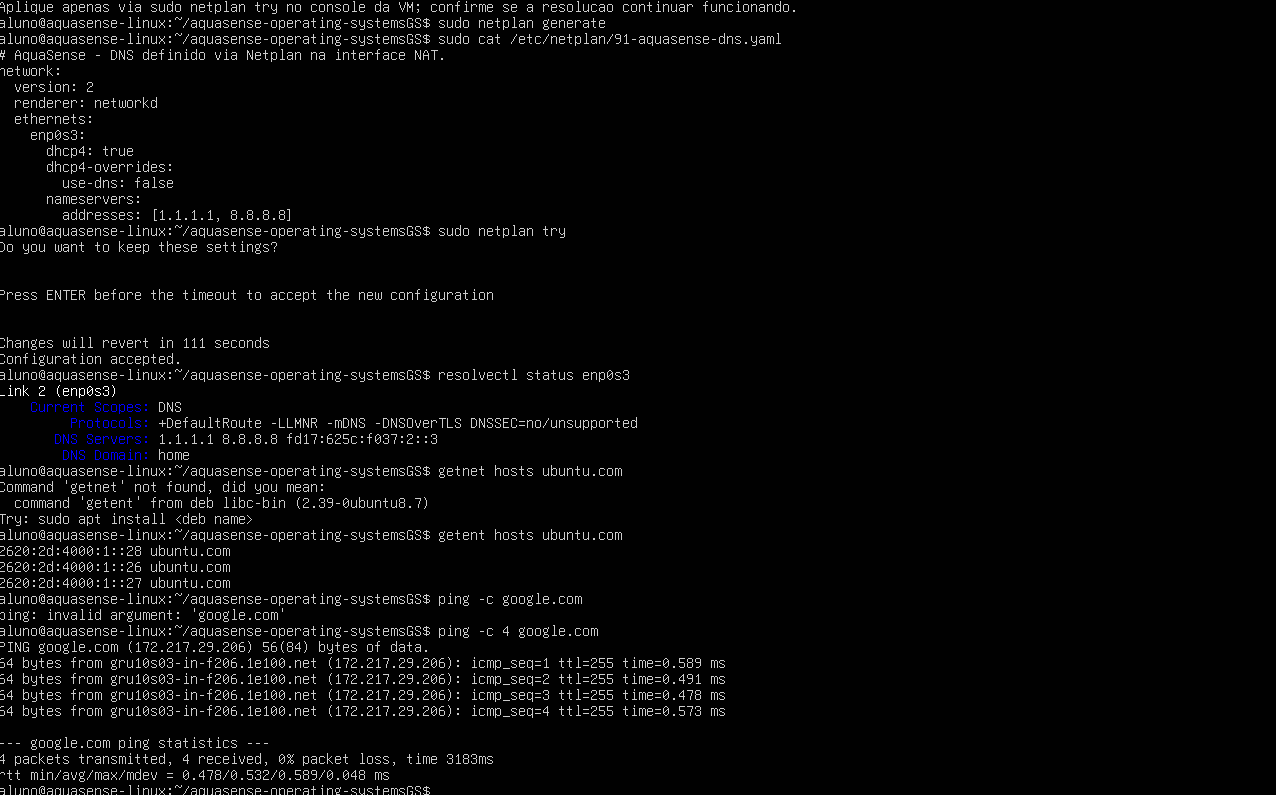 Aplique apenas via sudo netplan try no console da VM; confirme se a resolucao continuar funcionando.
aluno@aquasense-linux:~/aquasense-operating-systemsGS$ sudo netplan generate
aluno@aquasense-linux:~/aquasense-operating-systemsGS$ sudo cat /etc/netplan/91-aquasense-dns.yaml
# AquaSense - DNS definido via Netplan na interface NAT.
network:
  version: 2
  renderer: networkd
  ethernets:
    enp0s3:
      dhcp4: true
      dhcp4-overrides:
        use-dns: false
      nameservers:
        addresses: [1.1.1.1, 8.8.8.8]
aluno@aquasense-linux:~/aquasense-operating-systemsGS$ sudo netplan try
Do you want to keep these settings?
Press ENTER before the timeout to accept the new configuration
Changes will revert in 111 seconds
Configuration accepted.
aluno@aquasense-linux:~/aquasense-operating-systemsGS$ resolvectl status enp0s3
Link 2 (enp0s3)
    Current Scopes: DNS
         Protocols: +DefaultRoute -LLMNR -mDNS -DNSOverTLS DNSSEC=no/unsupported
       DNS Servers: 1.1.1.1 8.8.8.8 fd17:625c:f037:2::3
        DNS Domain: home
aluno@aquasense-linux:~/aquasense-operating-systemsGS$ getnet hosts ubuntu.com
Command 'getnet' not found, did you mean:
  command 'getent' from deb libc-bin (2.39-0ubuntu8.7)
Try: sudo apt install <deb name>
aluno@aquasense-linux:~/aquasense-operating-systemsGS$ getent hosts ubuntu.com
2620:2d:4000:1::28 ubuntu.com
2620:2d:4000:1::26 ubuntu.com
2620:2d:4000:1::27 ubuntu.com
aluno@aquasense-linux:~/aquasense-operating-systemsGS$ ping -c google.com
ping: invalid argument: 'google.com'
aluno@aquasense-linux:~/aquasense-operating-systemsGS$ ping -c 4 google.com
PING google.com (172.217.29.206) 56(84) bytes of data.
64 bytes from gru10s03-in-f206.1e100.net (172.217.29.206): icmp_seq=1 ttl=255 time=0.589 ms
64 bytes from gru10s03-in-f206.1e100.net (172.217.29.206): icmp_seq=2 ttl=255 time=0.491 ms
64 bytes from gru10s03-in-f206.1e100.net (172.217.29.206): icmp_seq=3 ttl=255 time=0.478 ms
64 bytes from gru10s03-in-f206.1e100.net (172.217.29.206): icmp_seq=4 ttl=255 time=0.573 ms
--- google.com ping statistics ---
4 packets transmitted, 4 received, 0% packet loss, time 3183ms
rtt min/avg/max/mdev = 0.478/0.532/0.589/0.048 ms
aluno@aquasense-linux:~/aquasense-operating-systemsGS$